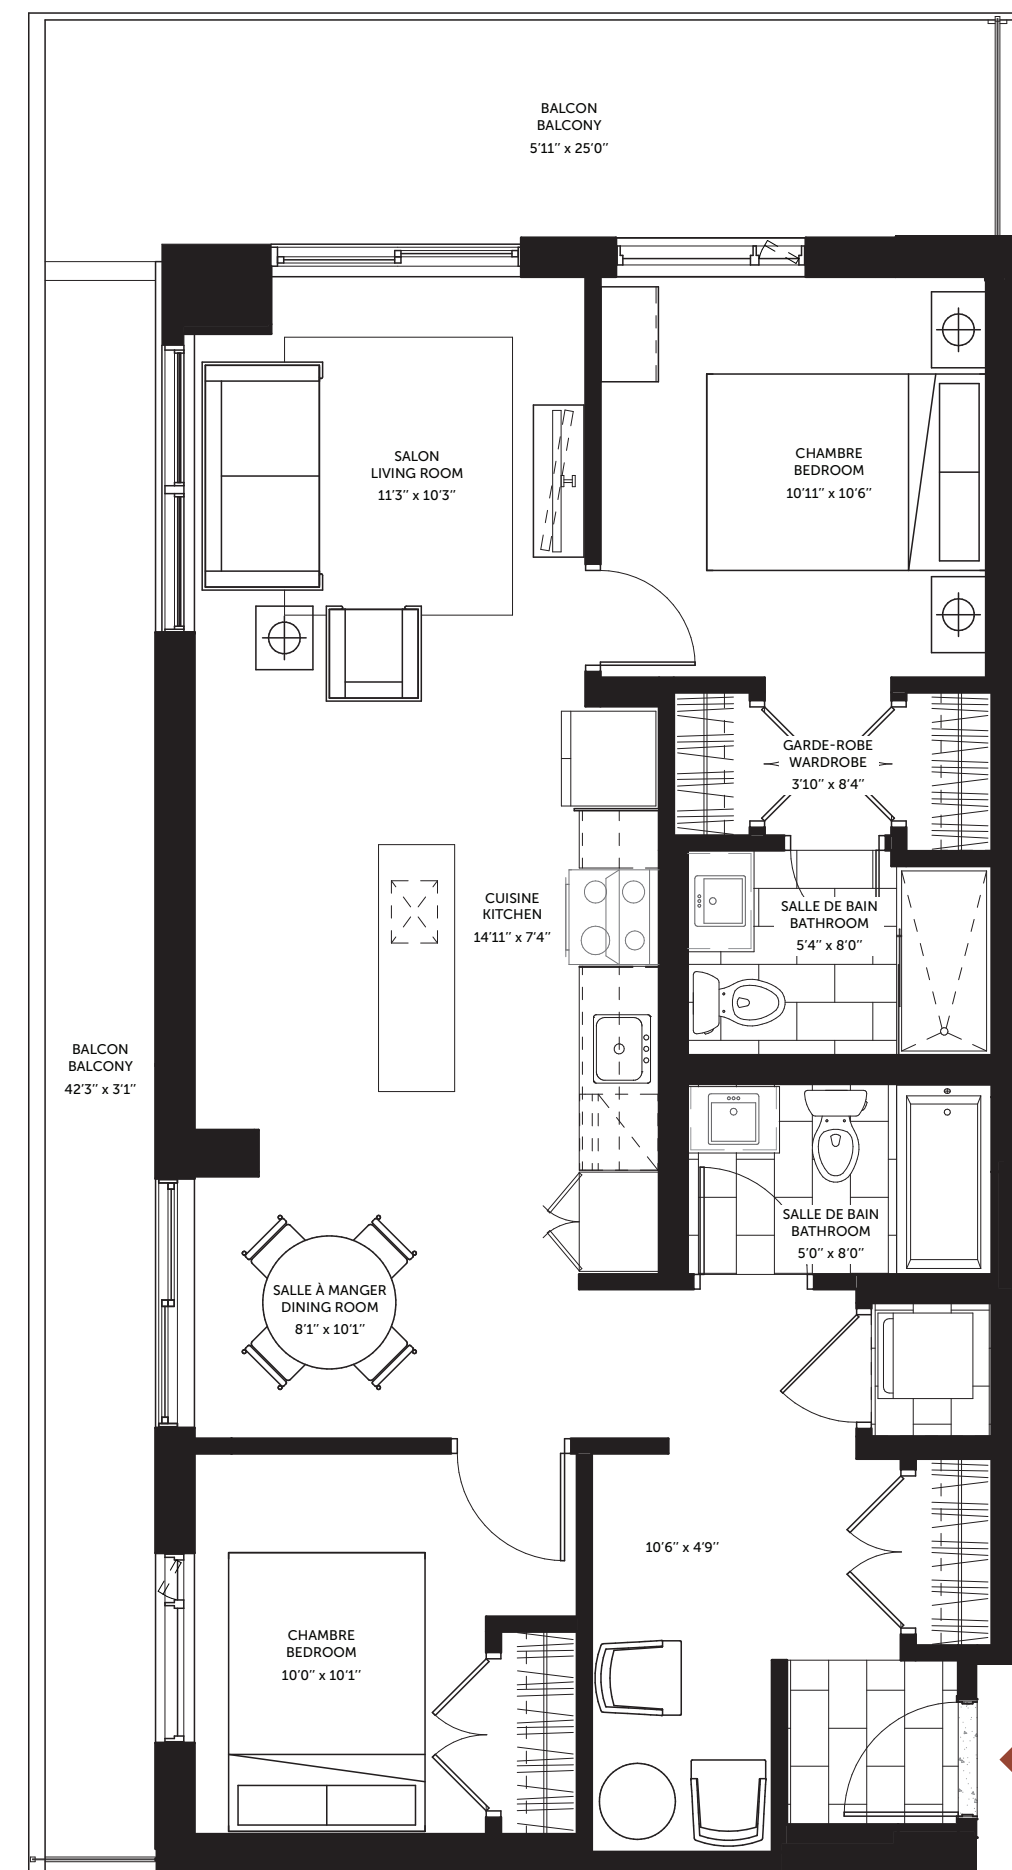 BALCON
BALCONY
5'11" x 25'0"
SALON
LIVING ROOM
11'3" x 10'3"
CHAMBRE
BEDROOM
10'11" x 10'6"
GARDE-ROBE
WARDROBE
3'10" x 8'4"
CUISINE
KITCHEN
14'11" x 7'4"
SALLE DE BAIN
BATHROOM
5'4" x 8'0"
BALCON
BALCONY
42'3" x 3'1"
SALLE DE BAIN
BATHROOM
5'0" x 8'0"
SALLE À MANGER
DINING ROOM
8'1" x 10'1"
10'6" x 4'9"
CHAMBRE
BEDROOM
10'0" x 10'1"